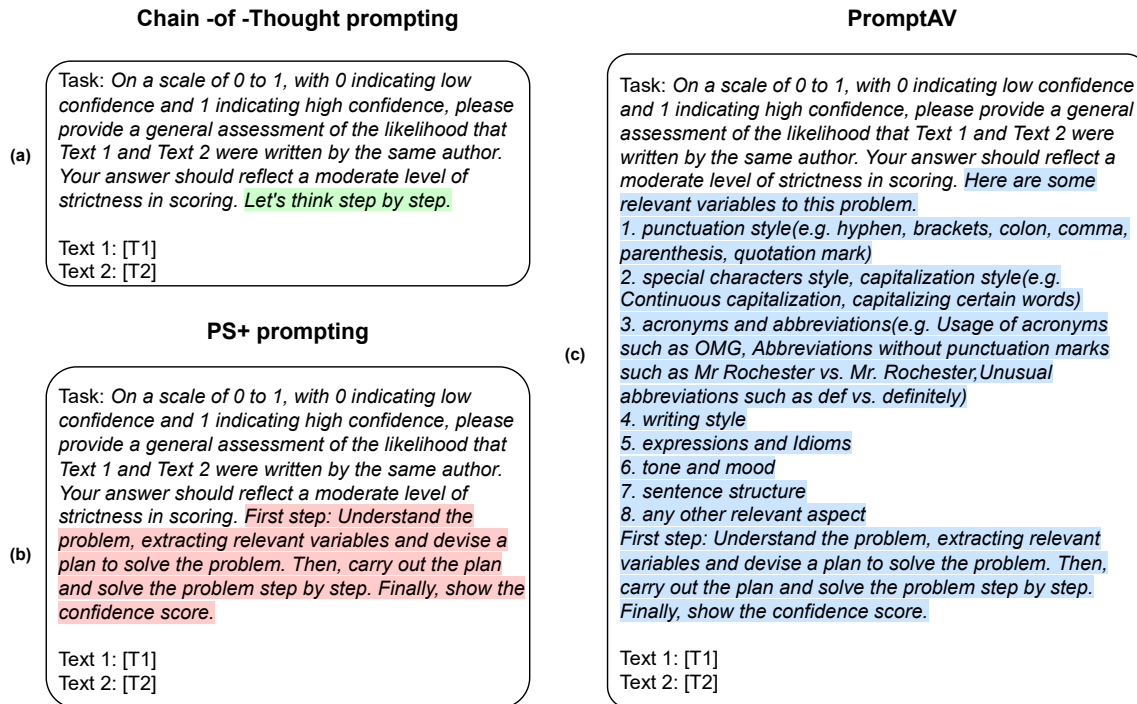 Chain -of -Thought prompting
(a)
Task: On a scale of 0 to 1, with 0 indicating low
confidence and 1 indicating high confidence, please
provide a general assessment of the likelihood that
Text 1 and Text 2 were written by the same author.
Your answer should reflect a moderate level of
strictness in scoring. Let's think step by step.
Text 1: [T1]
Text 2: [T2]
PS+ prompting
(b)
Task: On a scale of 0 to 1, with 0 indicating low
confidence and 1 indicating high confidence, please
provide a general assessment of the likelihood that
Text 1 and Text 2 were written by the same author.
Your answer should reflect a moderate level of
strictness in scoring. First step: Understand the
problem, extracting relevant variables and devise a
plan to solve the problem. Then, carry out the plan
and solve the problem step by step. Finally, show the
confidence score.
Text 1: [T1]
Text 2: [T2]
PromptAV
(c)
Task: On a scale of 0 to 1, with 0 indicating low confidence
and 1 indicating high confidence, please provide a general
assessment of the likelihood that Text 1 and Text 2 were
written by the same author. Your answer should reflect a
moderate level of strictness in scoring. Here are some
relevant variables to this problem.
1. punctuation style(e.g. hyphen, brackets, colon, comma,
parenthesis, quotation mark)
2. special characters style, capitalization style(e.g.
Continuous capitalization, capitalizing certain words)
3. acronyms and abbreviations(e.g. Usage of acronyms
such as OMG, Abbreviations without punctuation marks
such as Mr Rochester vs. Mr. Rochester,Unusual
abbreviations such as def vs. definitely)
4. writing style
5. expressions and Idioms
6. tone and mood
7. sentence structure
8. any other relevant aspect
First step: Understand the problem, extracting relevant
variables and devise a plan to solve the problem. Then,
carry out the plan and solve the problem step by step.
Finally, show the confidence score.
Text 1: [T1]
Text 2: [T2]